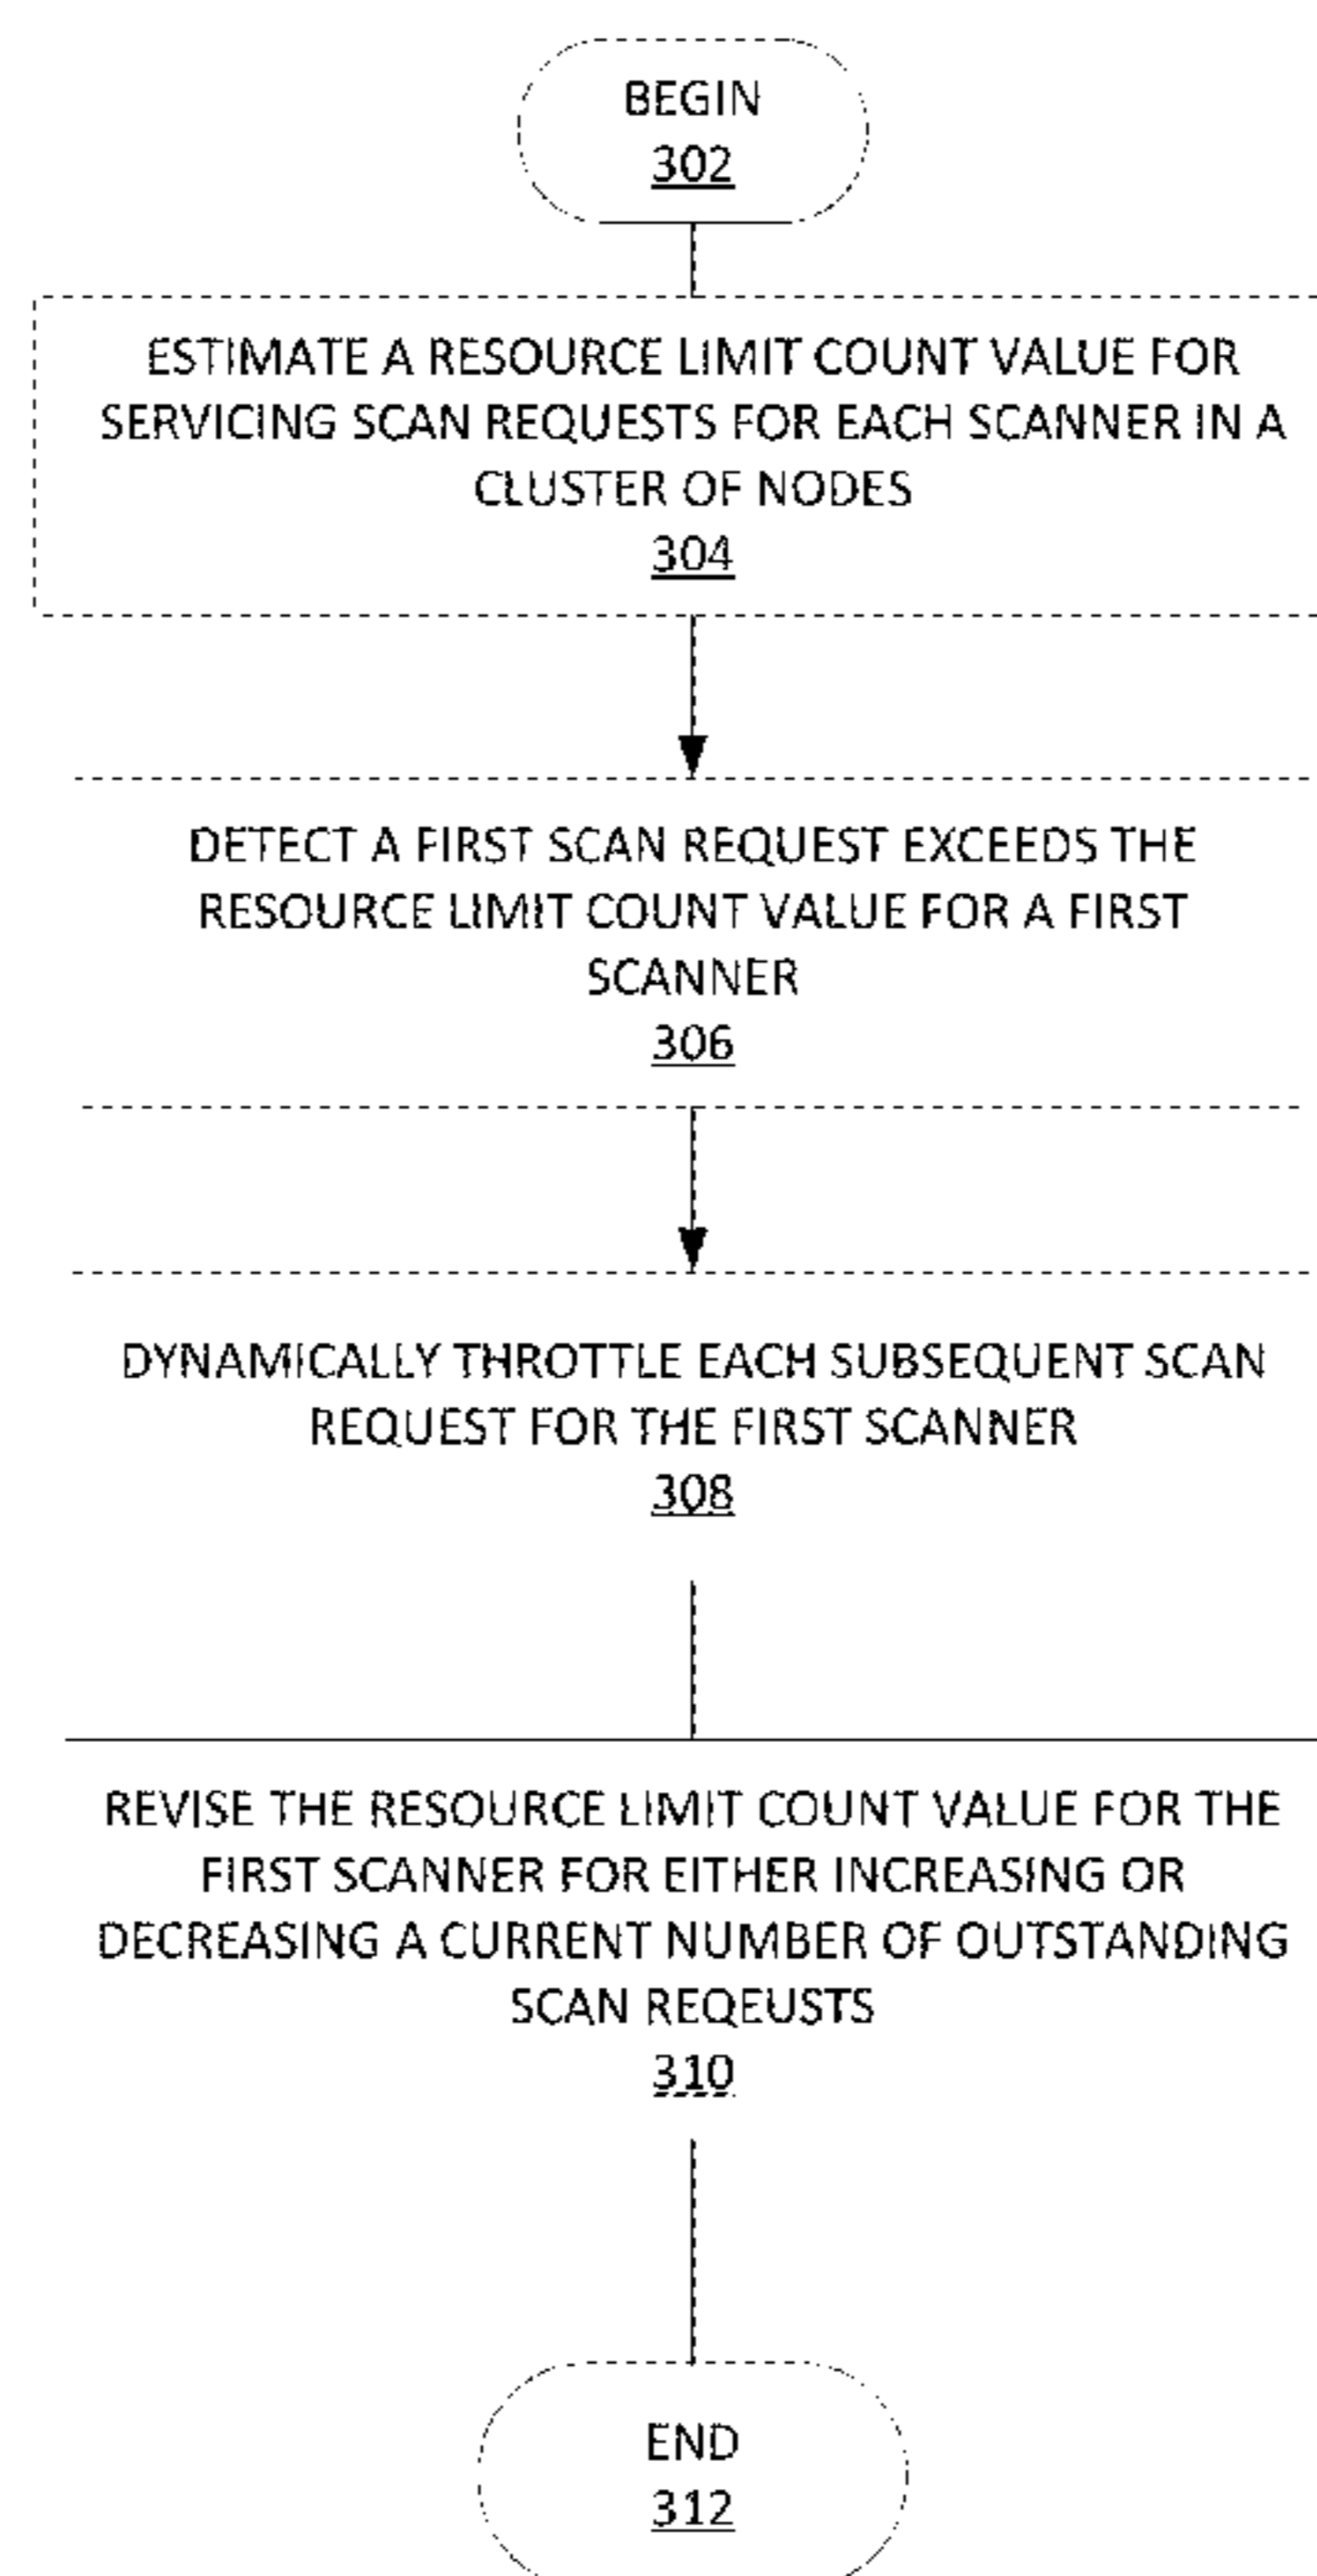 BEGIN
302
ESTIMATE A RESOURCE LIMIT COUNT VALUE FOR
SERVICING SCAN REQUESTS FOR EACH SCANNER IN A
CLUSTER OF NODES
304
DETECT A FIRST SCAN REQUEST EXCEEDS THE
RESOURCE LIMIT COUNT VALUE FOR A FIRST
SCANNER
306
DYNAMICALLY THROTTLE EACH SUBSEQUENT SCAN
REQUEST FOR THE FIRST SCANNER
308
REVISE THE RESOURCE LIMIT COUNT VALUE FOR THE
FIRST SCANNER FOR EITHER INCREASING OR
DECREASING A CURRENT NUMBER OF OUTSTANDING
SCAN REQEUSTS
310
END
312